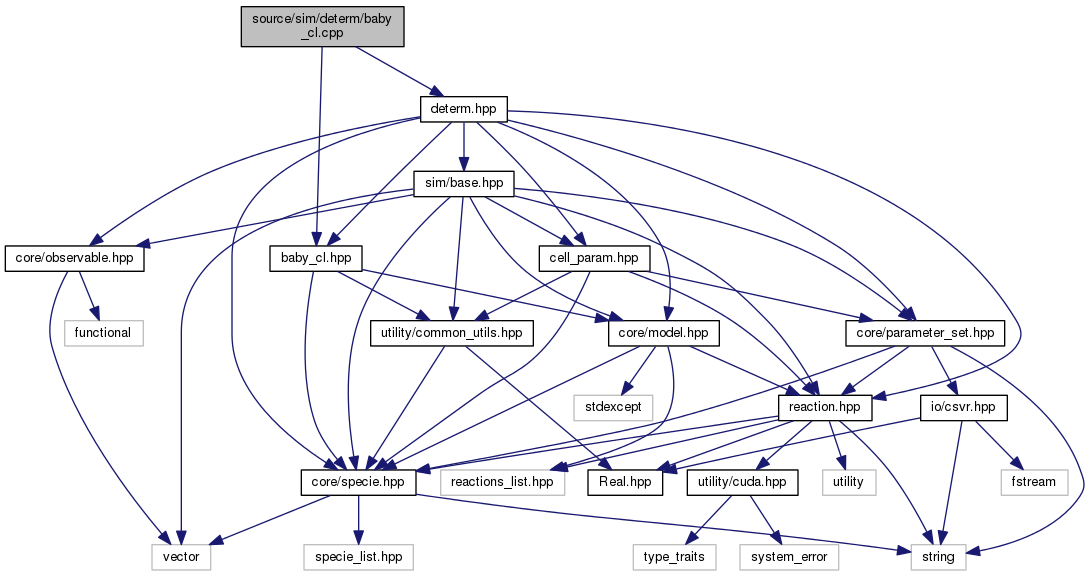 source/sim/determ/baby
_cl.cpp
determ.hpp
sim/base.hpp
core/observable.hpp
baby_cl.hpp
cell_param.hpp
functional
utility/common_utils.hpp
core/model.hpp
core/parameter_set.hpp
stdexcept
reaction.hpp
io/csvr.hpp
core/specie.hpp
reactions_list.hpp
Real.hpp
utility/cuda.hpp
utility
fstream
vector
specie_list.hpp
type_traits
system_error
string